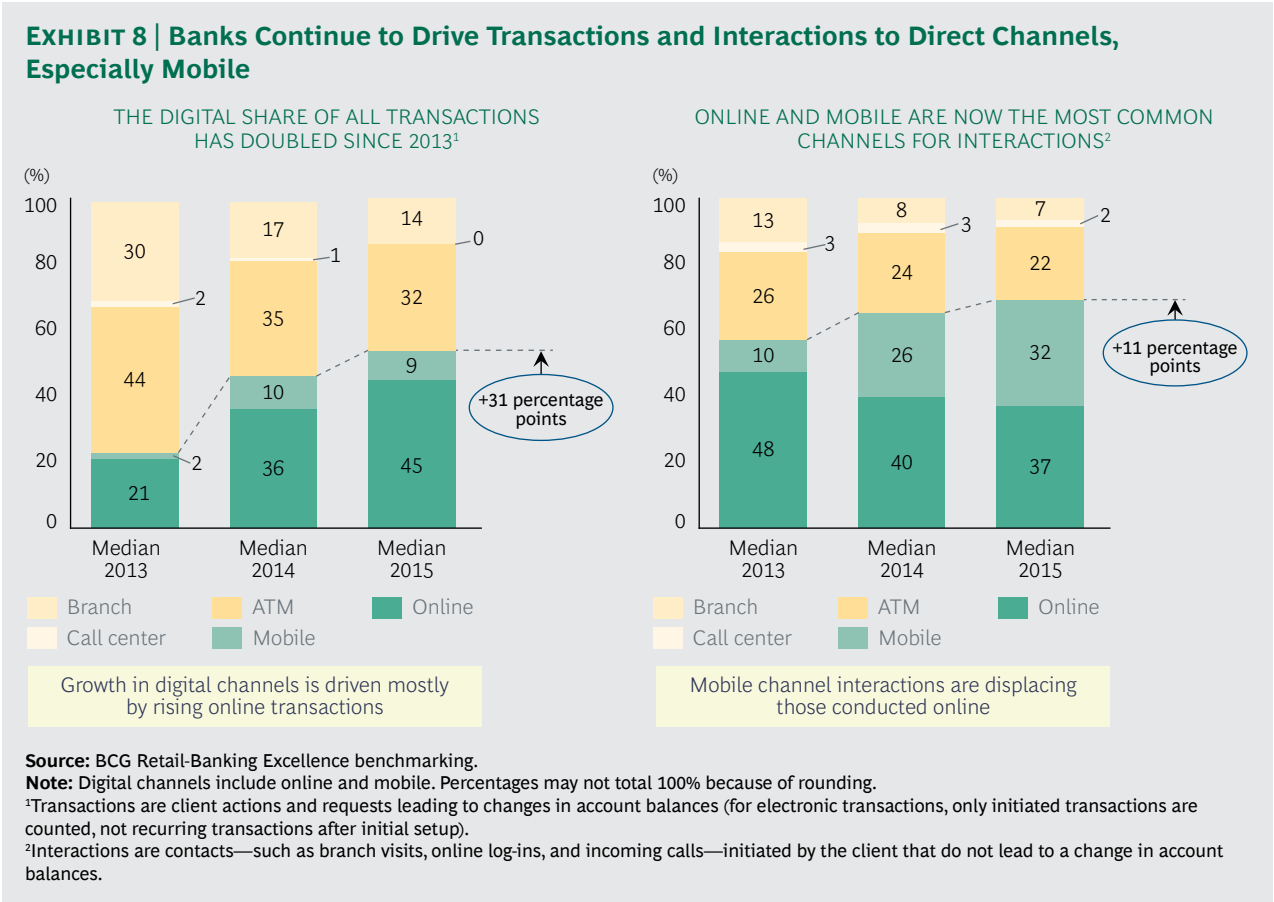 EXHIBIT 8 | Banks Continue to Drive Transactions and Interactions to Direct Channels,
Especially Mobile
THE DIGITAL SHARE OF ALL TRANSACTIONS
HAS DOUBLED SINCE 2013¹
(%)
100
80
60
40
20
0
30
2
44
2
21
17
1
35
10
36
14
0
32
9
45
+31 percentage
points
Median
2013
Median
2014
Median
2015
Branch
ATM
Online
Call center
Mobile
Growth in digital channels is driven mostly
by rising online transactions
ONLINE AND MOBILE ARE NOW THE MOST COMMON
CHANNELS FOR INTERACTIONS²
(%)
100
80
60
40
20
0
13
3
26
10
48
8
3
24
26
40
7
2
22
32
37
+11 percentage
points
Median
2013
Median
2014
Median
2015
Branch
ATM
Online
Call center
Mobile
Mobile channel interactions are displacing
those conducted online
Source: BCG Retail-Banking Excellence benchmarking.
Note: Digital channels include online and mobile. Percentages may not total 100% because of rounding.
¹Transactions are client actions and requests leading to changes in account balances (for electronic transactions, only initiated transactions are
counted, not recurring transactions after initial setup).
²Interactions are contacts—such as branch visits, online log-ins, and incoming calls—initiated by the client that do not lead to a change in account
balances.